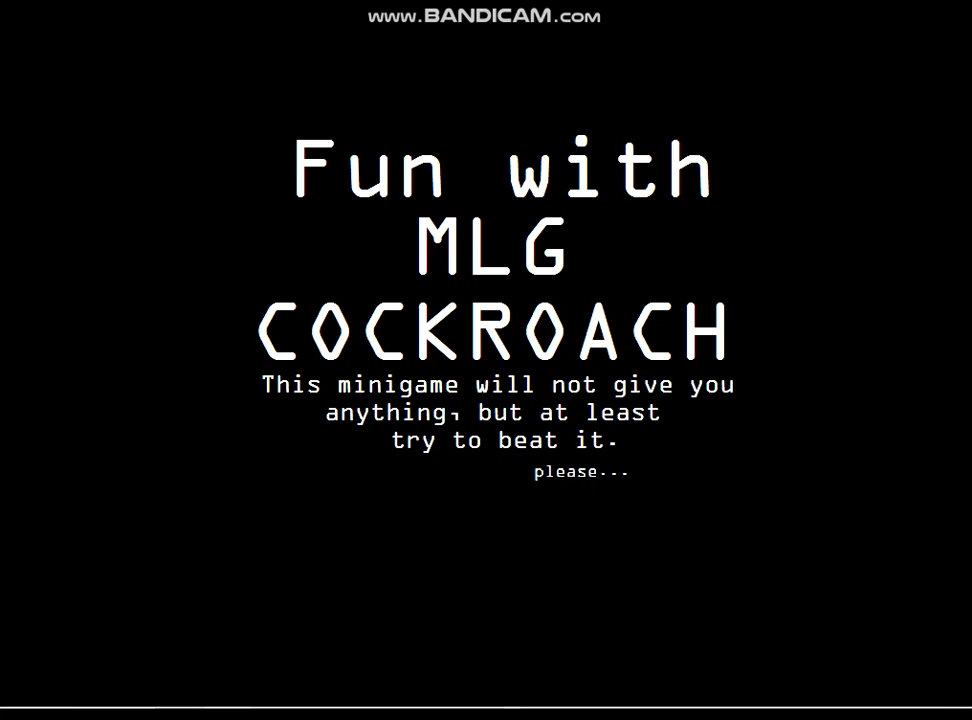 www.BANDICAM.com
Fun with
MLG
COCKROACH
This minigame will not give you
anything, but at least
try to beat it.
please...